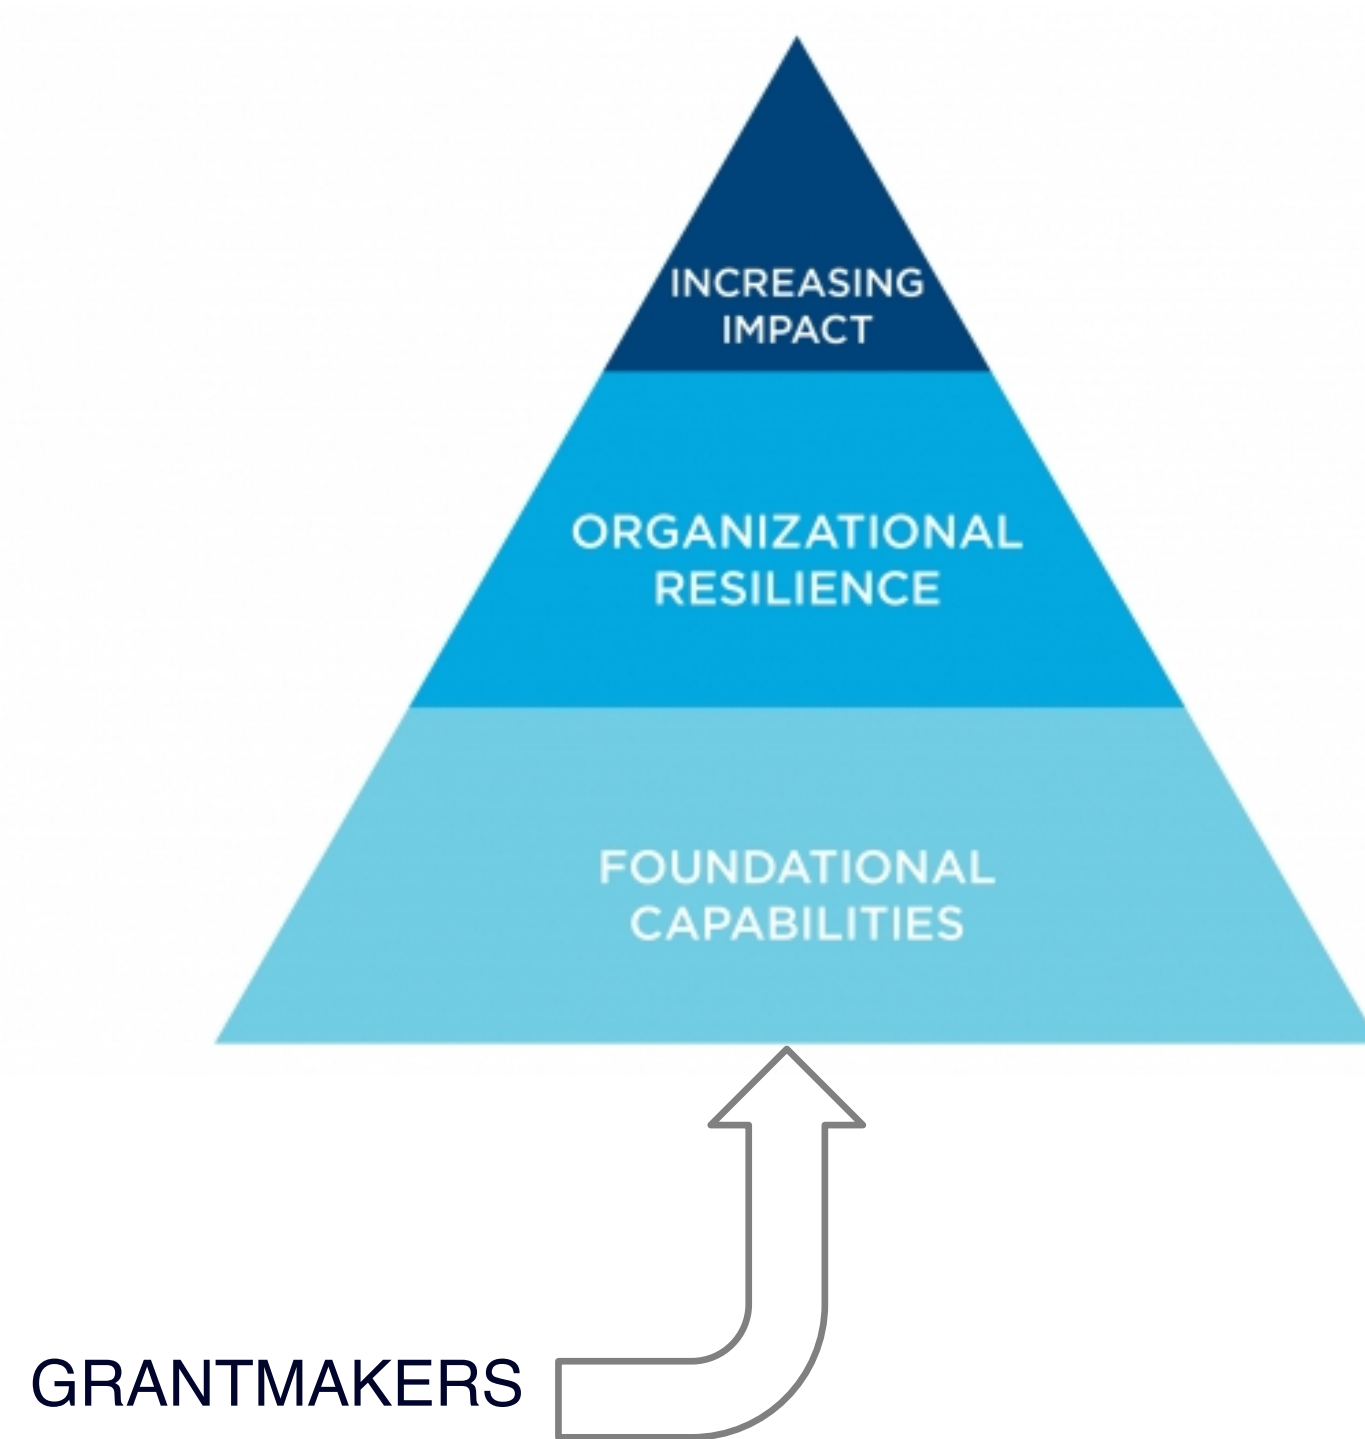 INCREASING
IMPACT
ORGANIZATIONAL
RESILIENCE
FOUNDATIONAL
CAPABILITIES
GRANTMAKERS